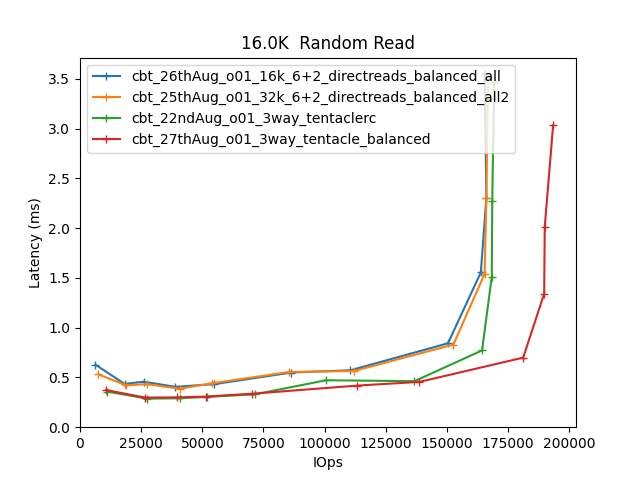 16.0K  Random Read
cbt_26thAug_o01_16k_6+2_directreads_balanced_all
cbt_25thAug_o01_32k_6+2_directreads_balanced_all2
cbt_22ndAug_o01_3way_tentaclerc
cbt_27thAug_o01_3way_tentacle_balanced
Latency (ms)
3.5
3.0
2.5
2.0
1.5
1.0
0.5
0.0
0 25000 50000 75000 100000 125000 150000 175000 200000
IOps